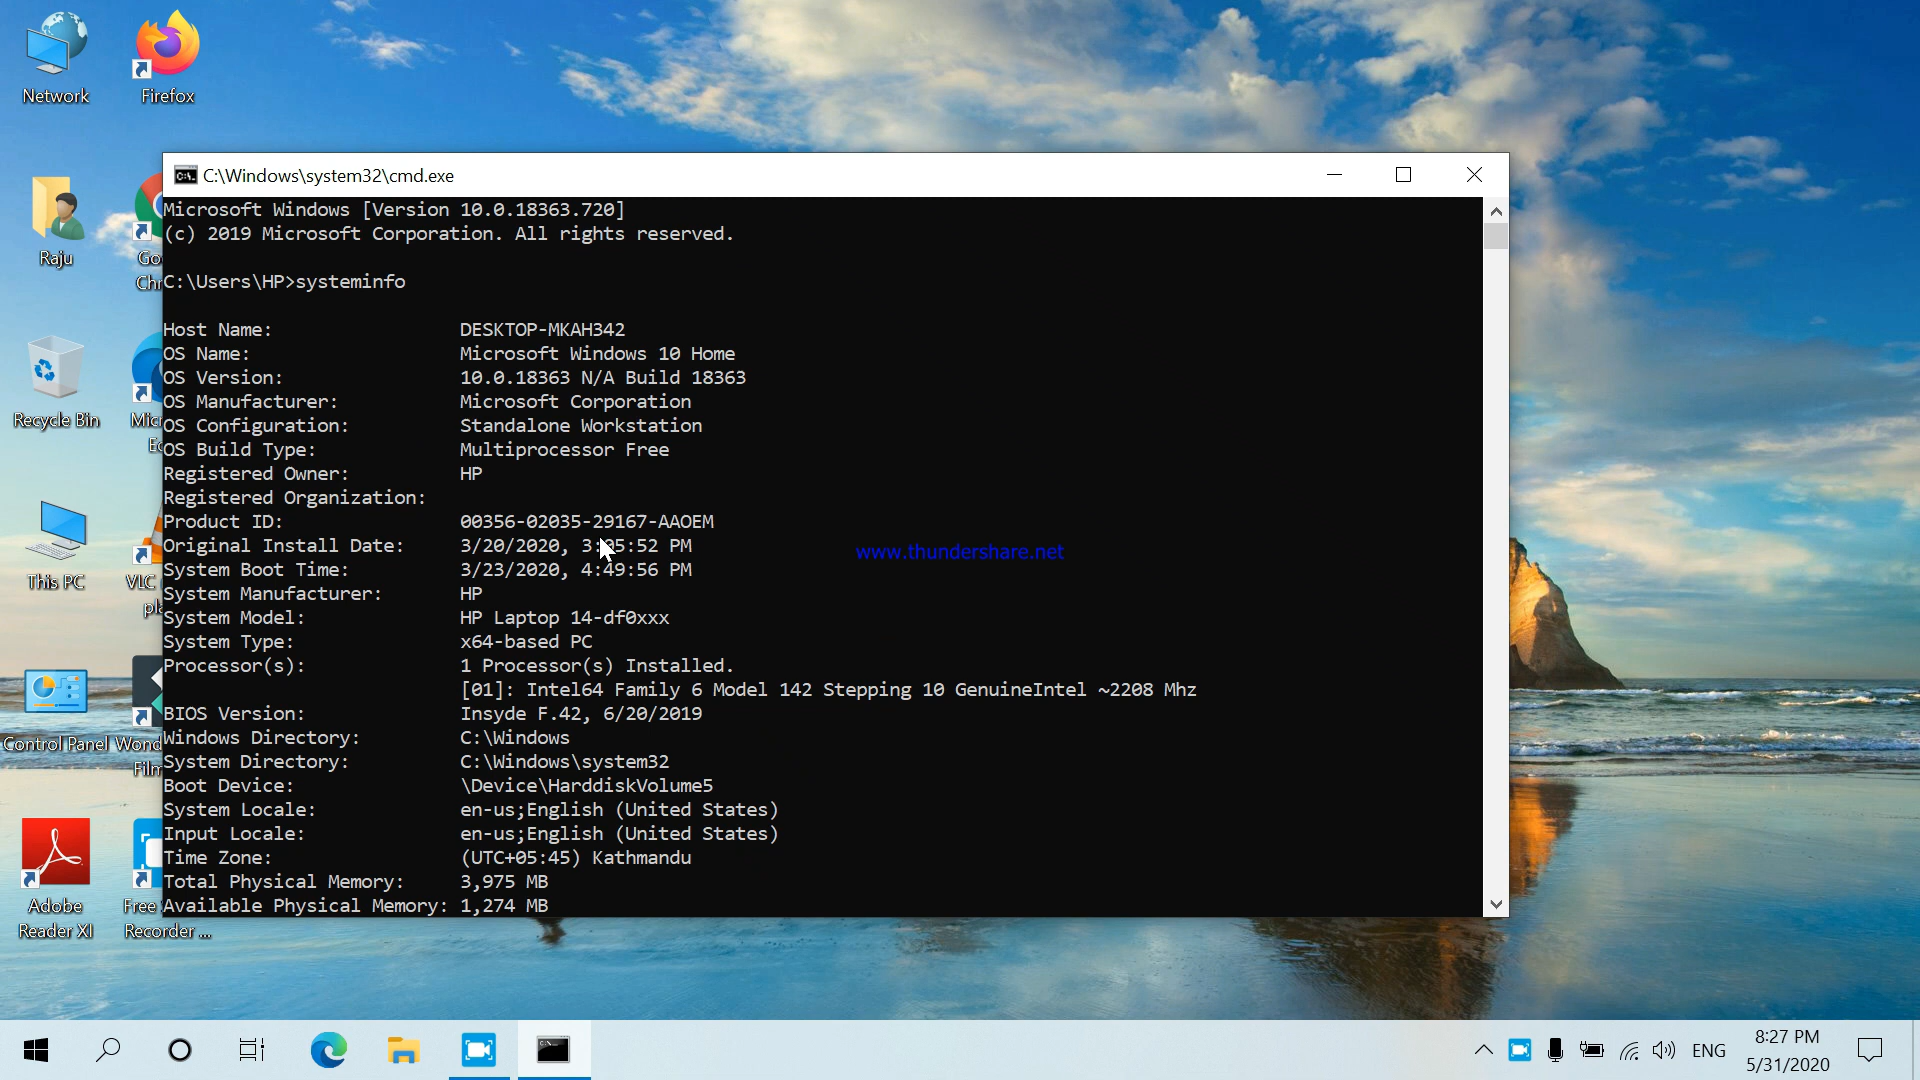 Network
Firefox
C:\Windows\system32\cmd.exe
Microsoft Windows [Version 10.0.18363.720]
(c) 2019 Microsoft Corporation. All rights reserved.
C:\Users\HP>systeminfo
Host Name: DESKTOP-MKAH342
OS Name: Microsoft Windows 10 Home
OS Version: 10.0.18363 N/A Build 18363
OS Manufacturer: Microsoft Corporation
OS Configuration: Standalone Workstation
OS Build Type: Multiprocessor Free
Registered Owner: HP
Registered Organization:
Product ID: 00356-02035-29167-AAOEM
Original Install Date: 3/20/2020, 3:05:52 PM
System Boot Time: 3/23/2020, 4:49:56 PM
System Manufacturer: HP
System Model: HP Laptop 14-df0xxx
System Type: x64-based PC
Processor(s): 1 Processor(s) Installed.
[01]: Intel64 Family 6 Model 142 Stepping 10 GenuineIntel ~2208 Mhz
BIOS Version: Insyde F.42, 6/20/2019
Windows Directory: C:\Windows
System Directory: C:\Windows\system32
Boot Device: \Device\HarddiskVolume5
System Locale: en-us;English (United States)
Input Locale: en-us;English (United States)
Time Zone: (UTC+05:45) Kathmandu
Total Physical Memory: 3,975 MB
Available Physical Memory: 1,274 MB
www.thundershare.net
Raju
Go
Chr
Recycle Bin
Mic
Ec
This PC
VLC
pla
Control Panel
Wond
Film
Adobe
Reader XI
Free
Recorder ...
ENG
8:27 PM
5/31/2020